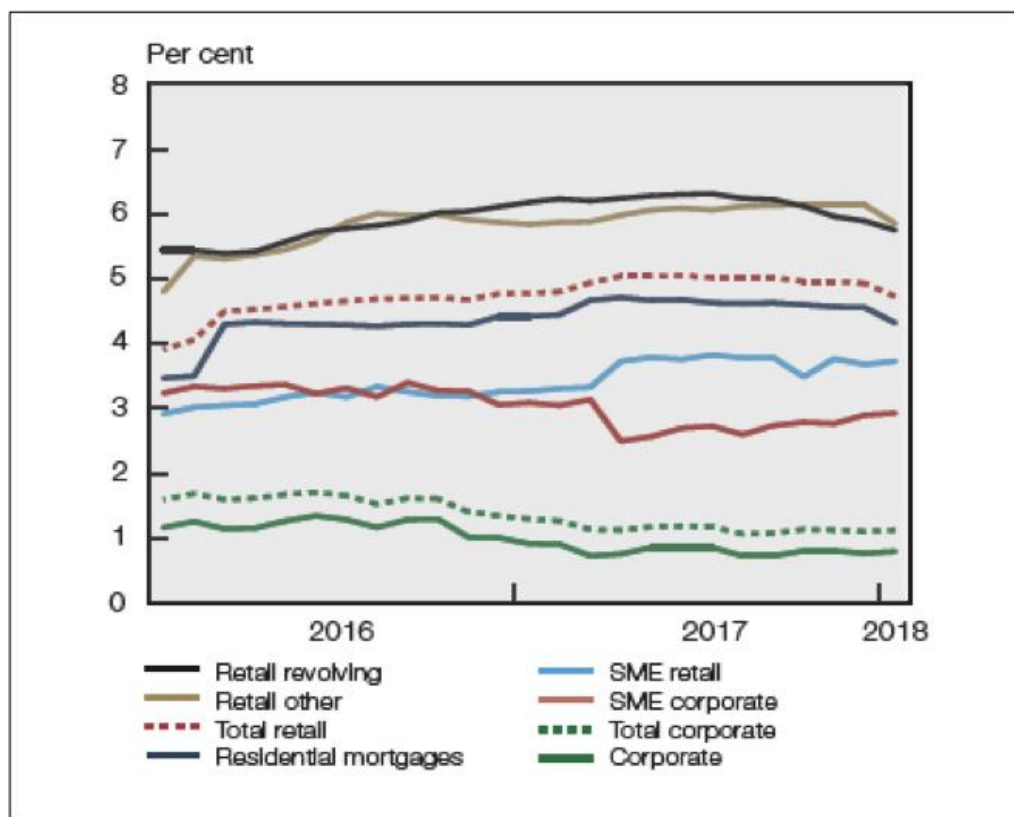 Per cent
8
7
6
5
4
3
2
1
0
2016 2017 2018
Retail revolving
Retail other
Total retail
Residential mortgages
SME retail
SME corporate
Total corporate
Corporate